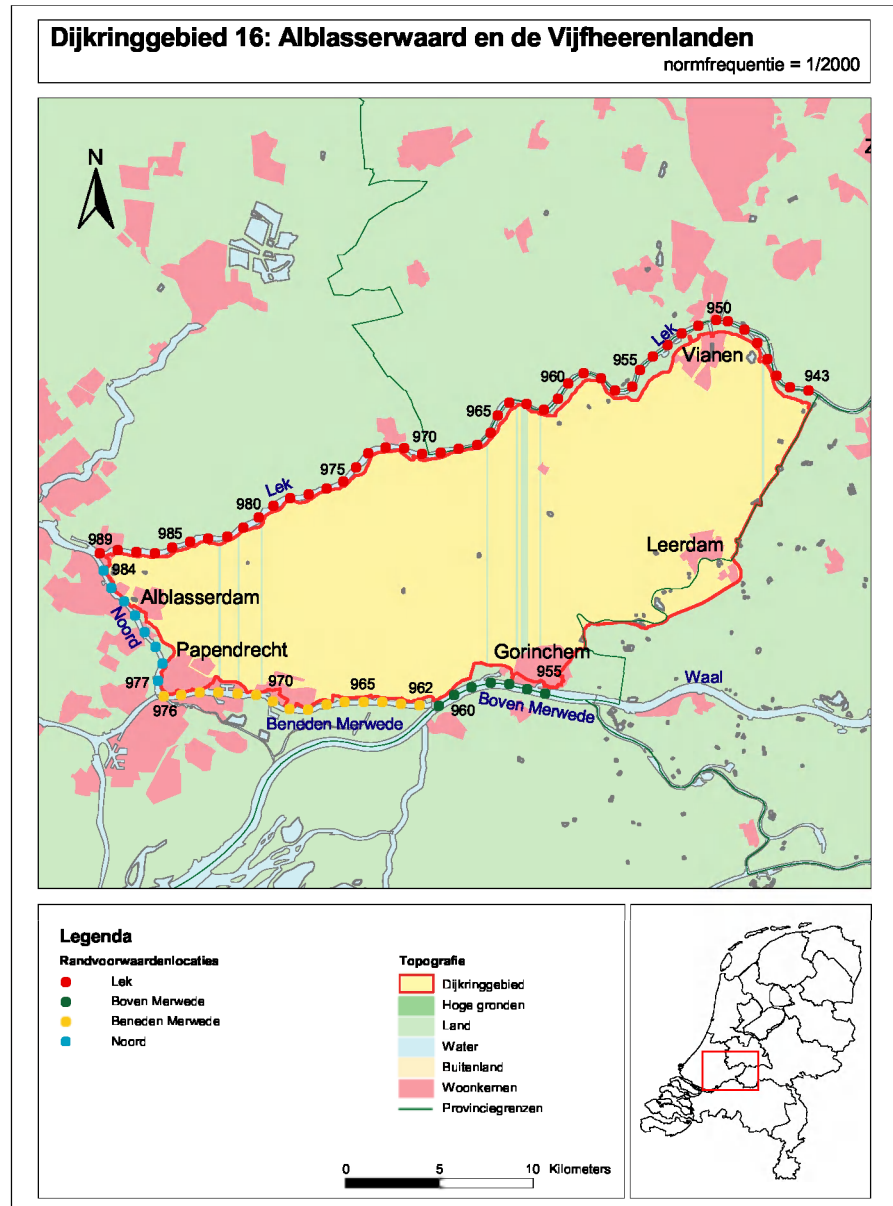 Dijkringgebied 16: Alblasserwaard en de Vijfheerenlanden
normfrequentie = 1/2000
N
Z
950
Lek
Vianen
955
943
960
965
970
975
Lek
980
985
989
984
Leerdam
Alblasserdam
Noord
Papendrecht
Gorinchem
977
970
965
962
955
Waal
976
960
Boven Merwede
Beneden Merwede
Legenda
Randvoorwaardenlocaties
Lek
Boven Merwede
Beneden Merwede
Noord
Topografie
Dijkringgebied
Hoge gronden
Land
Water
Buitenland
Woonkernen
Provinciegrenzen
0 5 10 Kilometers